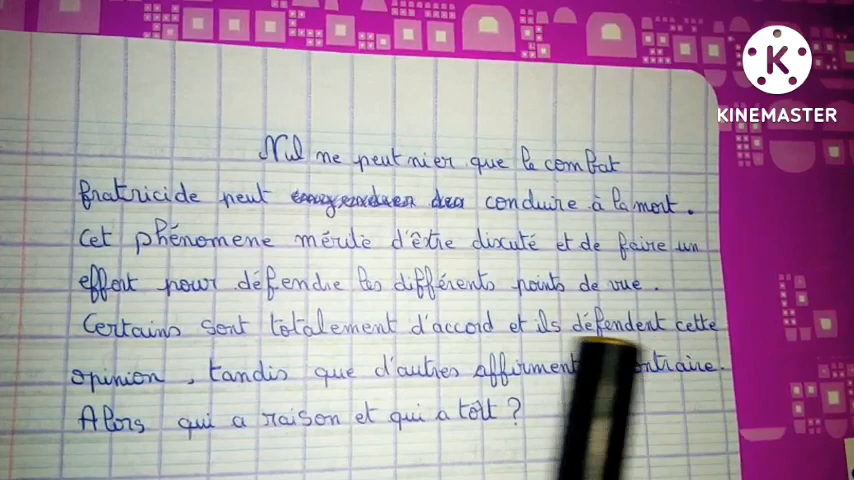 KINEMASTER
Nul ne peut nier que le combat
fratricide peut conduire à la mort.
Cet phénomene mérite d'être discuté et de faire un
effort pour défendre les différents points de vue.
Certains sont totalement d'accord et ils défendent cette
opinion, tandis que d'autres affirment contraire.
Alors qui a raison et qui a tort ?